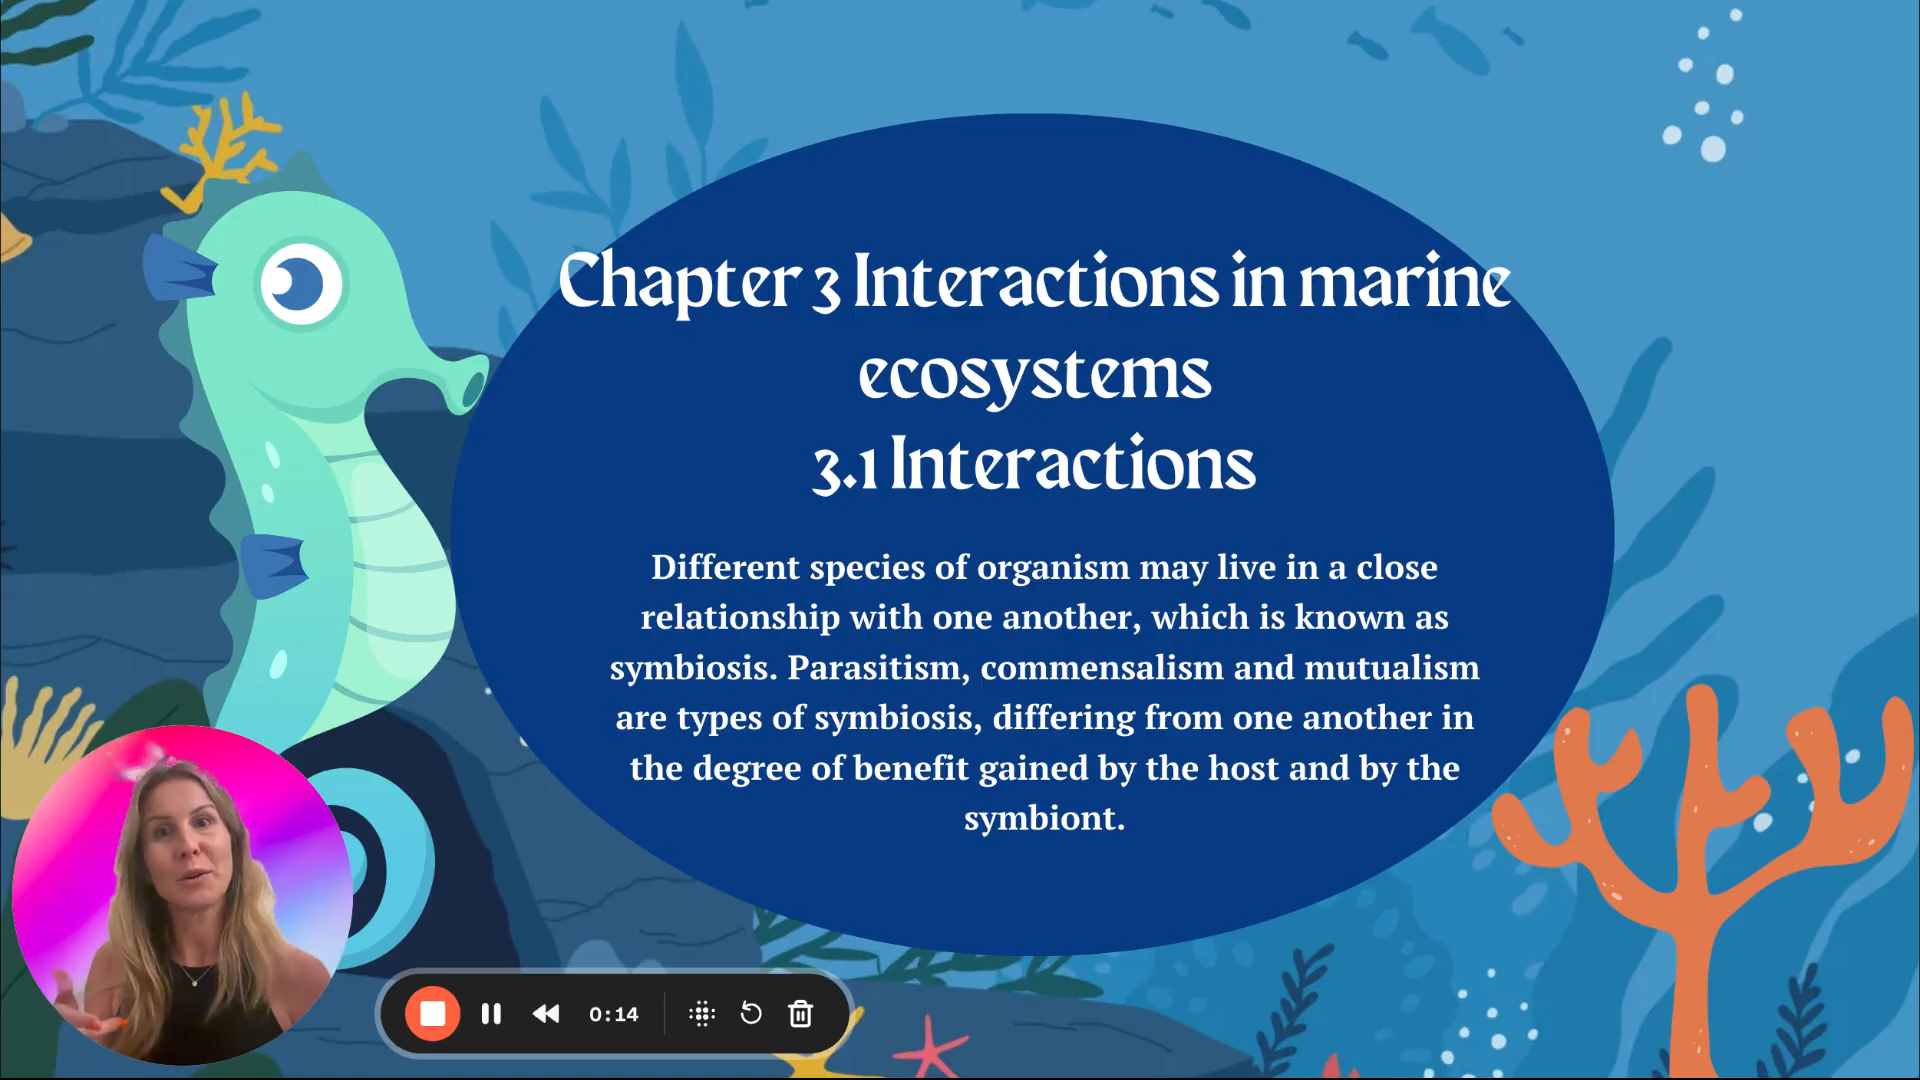 Chapter 3 Interactions in marine
ecosystems
3.1 Interactions
Different species of organism may live in a close
relationship with one another, which is known as
symbiosis. Parasitism, commensalism and mutualism
are types of symbiosis, differing from one another in
the degree of benefit gained by the host and by the
symbiont.
0:14